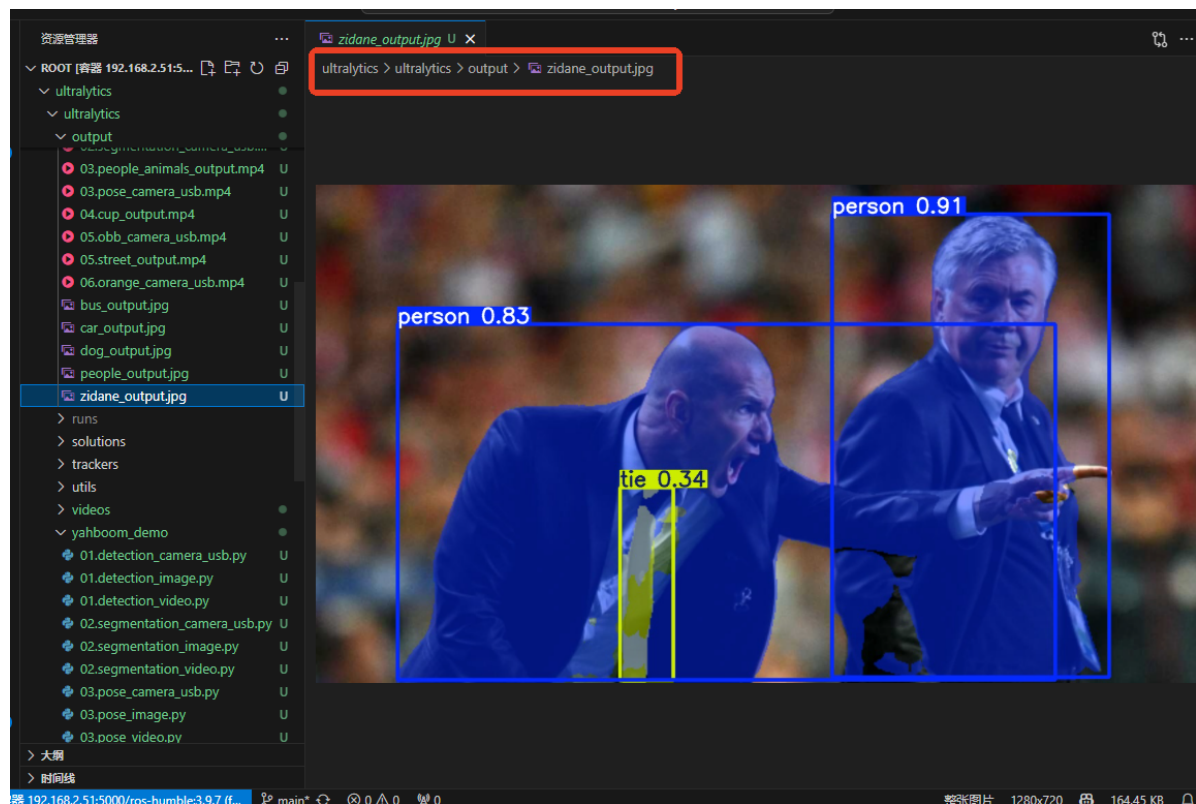 资源管理器
ROOT [容器 192.168.2.51:5...
ultralytics
ultralytics
output
03.people_animals_output.mp4 U
03.pose_camera_usb.mp4 U
04.cup_output.mp4 U
05.obb_camera_usb.mp4 U
05.street_output.mp4 U
06.orange_camera_usb.mp4 U
bus_output.jpg U
car_output.jpg U
dog_output.jpg U
people_output.jpg U
zidane_output.jpg U
runs
solutions
trackers
utils
videos
yahboom_demo
01.detection_camera_usb.py U
01.detection_image.py U
01.detection_video.py U
02.segmentation_camera_usb.py U
02.segmentation_image.py U
02.segmentation_video.py U
03.pose_camera_usb.py U
03.pose_image.py U
03.pose_video.py U
大纲
时间线
zidane_output.jpg U
ultralytics > ultralytics > output > zidane_output.jpg
person 0.91
person 0.83
tie 0.34
192.168.2.51:5000/ros-humble:3.9.7 (f... main* 0 0 0 整张图片 1280x720 164.45 KB